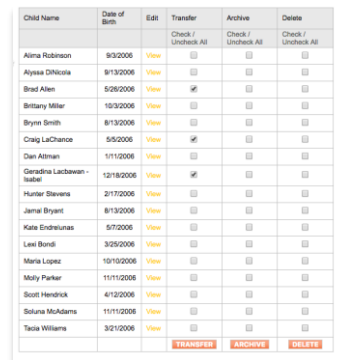 Child Name Date of Birth Edit Transfer Archive Delete
Check / Uncheck All Check / Uncheck All Check / Uncheck All
Alima Robinson 9/3/2006 View
Alyssa DiNicola 9/13/2006 View
Brad Allen 5/26/2006 View
Brittany Miller 10/3/2006 View
Brynn Smith 8/13/2006 View
Craig LaChance 5/5/2006 View
Dan Attman 1/11/2006 View
Geradina Lacbawan - Isabel 12/18/2006 View
Hunter Stevens 2/17/2006 View
Jamal Bryant 8/13/2006 View
Kate Endrelunas 5/7/2006 View
Lexi Bondi 3/25/2006 View
Maria Lopez 10/10/2006 View
Molly Parker 11/11/2006 View
Scott Hendrick 4/12/2006 View
Soluna McAdams 11/11/2006 View
Tacia Williams 3/21/2006 View
TRANSFER ARCHIVE DELETE